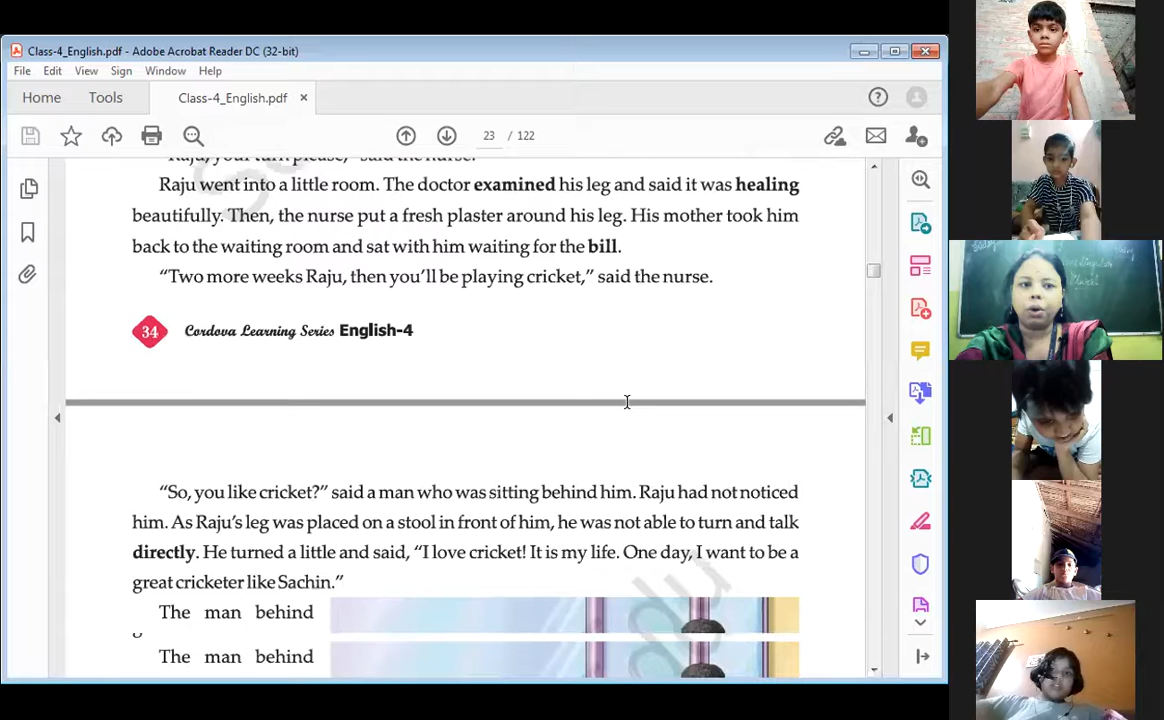 Class-4_English.pdf - Adobe Acrobat Reader DC (32-bit)
File Edit View Sign Window Help
Home Tools Class-4_English.pdf ×
23 / 122
"Raju, your turn please," said the nurse.
Raju went into a little room. The doctor examined his leg and said it was healing
beautifully. Then, the nurse put a fresh plaster around his leg. His mother took him
back to the waiting room and sat with him waiting for the bill.
“Two more weeks Raju, then you’ll be playing cricket,” said the nurse.
34 Cordova Learning Series English-4
“So, you like cricket?” said a man who was sitting behind him. Raju had not noticed
him. As Raju’s leg was placed on a stool in front of him, he was not able to turn and talk
directly. He turned a little and said, “I love cricket! It is my life. One day, I want to be a
great cricketer like Sachin.”
The man behind
The man behind